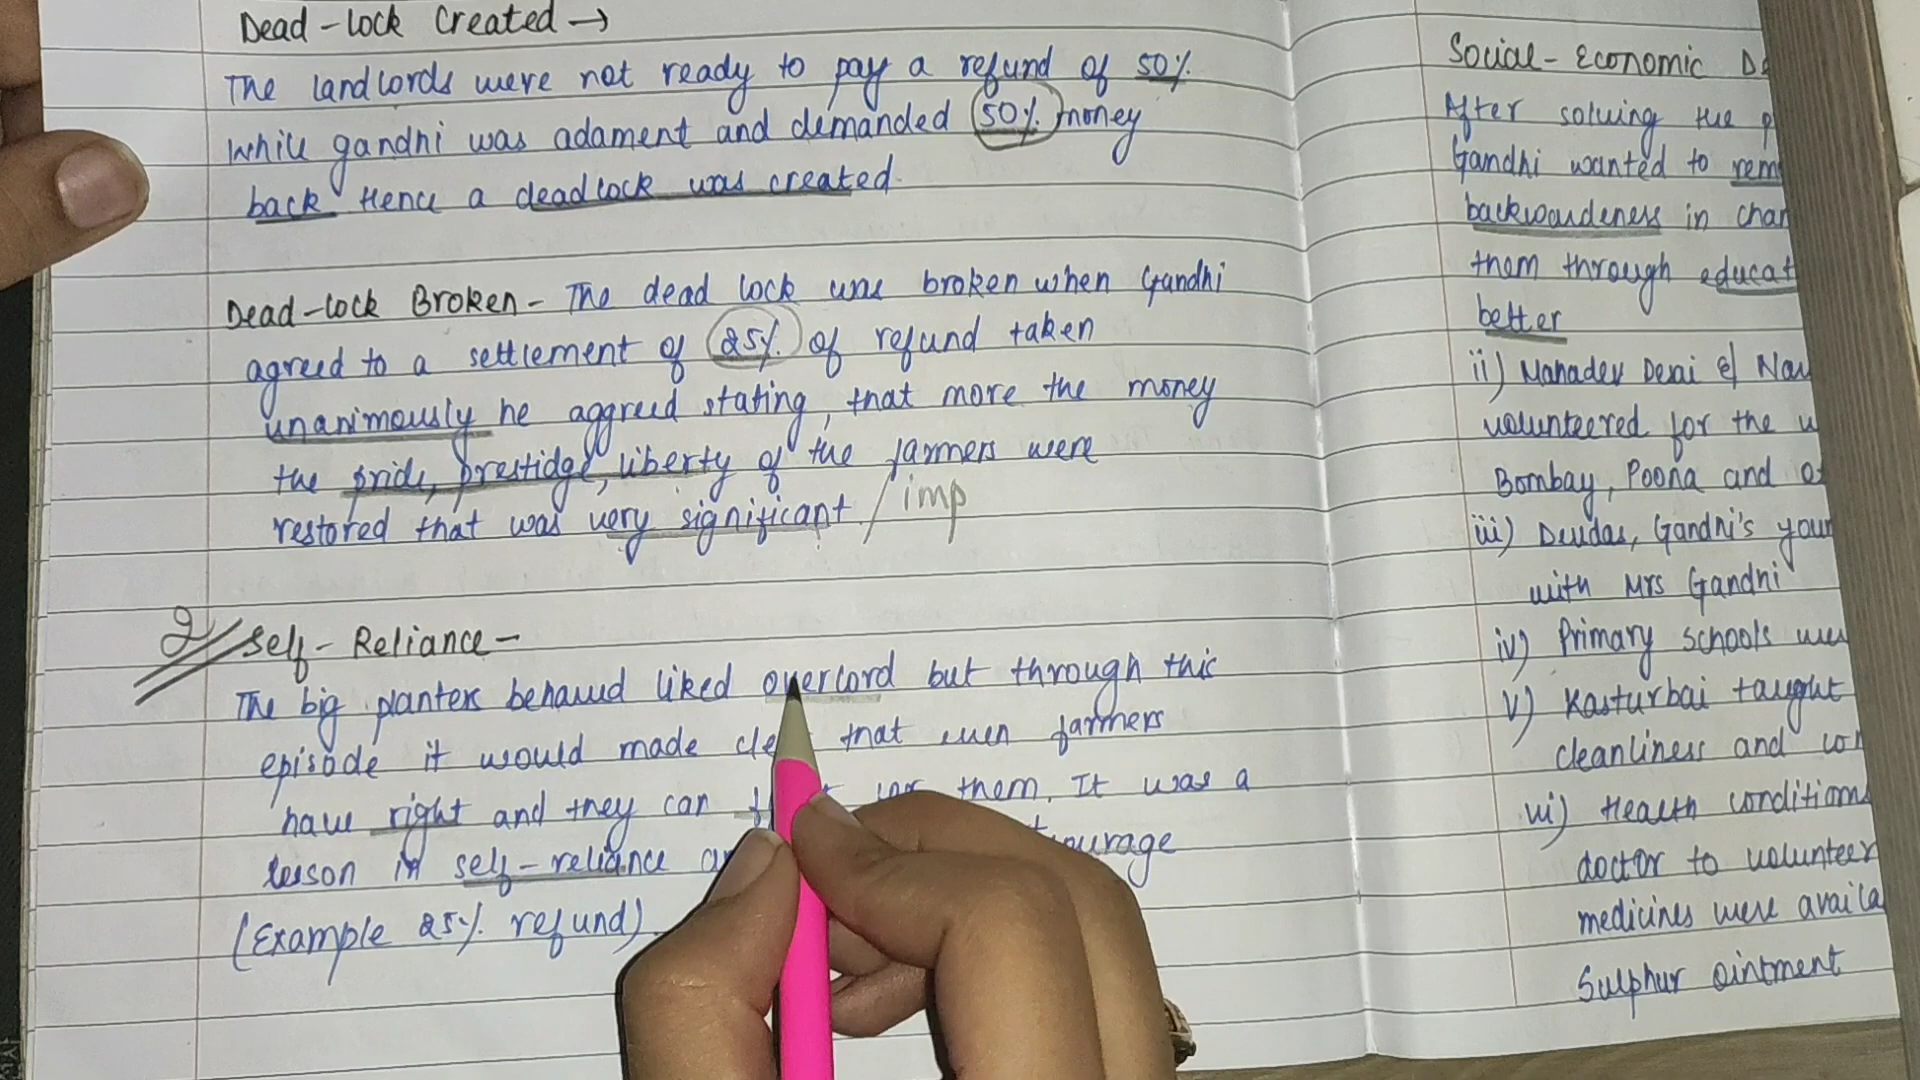 Dead-lock Created →
The landlords were not ready to pay a refund of 50%
while gandhi was adament and demanded 50% money
back Hence a deadlock was created.
Dead-lock Broken - The dead lock was broken when Gandhi
agreed to a settlement of 25% of refund taken
unanimously he aggreed stating, that more the money
the pride, prestidge, liberty of the farmers were
restored that was very significant / imp
2 Self-Reliance -
The big planters behaved liked overlord but through this
episode it would made that even farmers
have right and they can them. It was a
lesson in self-reliance courage
(Example 25% refund)
Social-Economic
After solving the
Gandhi wanted to
backwardeness in
them through
better
ii) Mahadev Desai &
volunteered for the
Bombay, Poona and
iii) Devdas, Gandhi's
with Mrs Gandhi
iv) Primary schools
v) Kasturbai taught
cleanliness and
vi) Health
doctor to volunteer
medicines were
Sulphur ointment